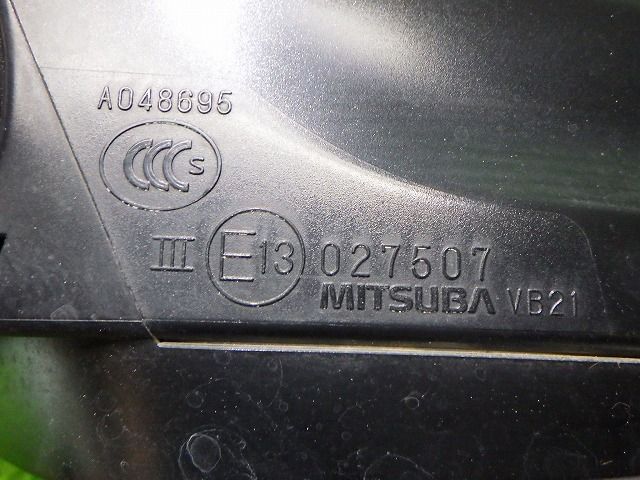 A048695
CCC S
III E13 027507
MITSUBA VB21